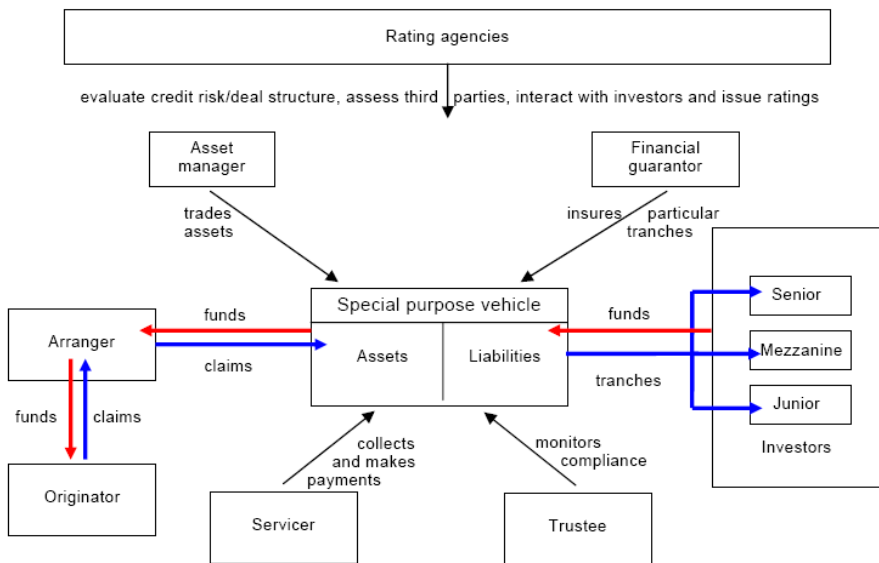 Rating agencies
evaluate credit risk/deal structure, assess third parties, interact with investors and issue ratings
Asset
manager
Financial
guarantor
trades
assets
insures particular
tranches
Special purpose vehicle
Senior
funds
funds
Arranger
Assets
Liabilities
Mezzanine
claims
tranches
funds
claims
Junior
collects
and makes
payments
monitors
compliance
Investors
Originator
Servicer
Trustee